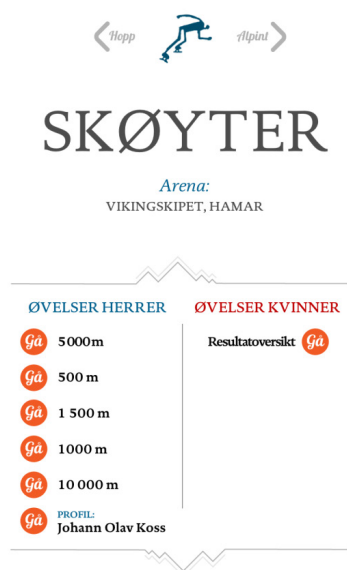 Hopp
Alpint
SKØYTER
Arena:
VIKINGSKIPET, HAMAR
ØVELSER HERRER
ØVELSER KVINNER
Gå 5000m
Resultatoversikt Gå
Gå 500 m
Gå 1 500 m
Gå 1000 m
Gå 10 000 m
Gå PROFIL:
Johann Olav Koss